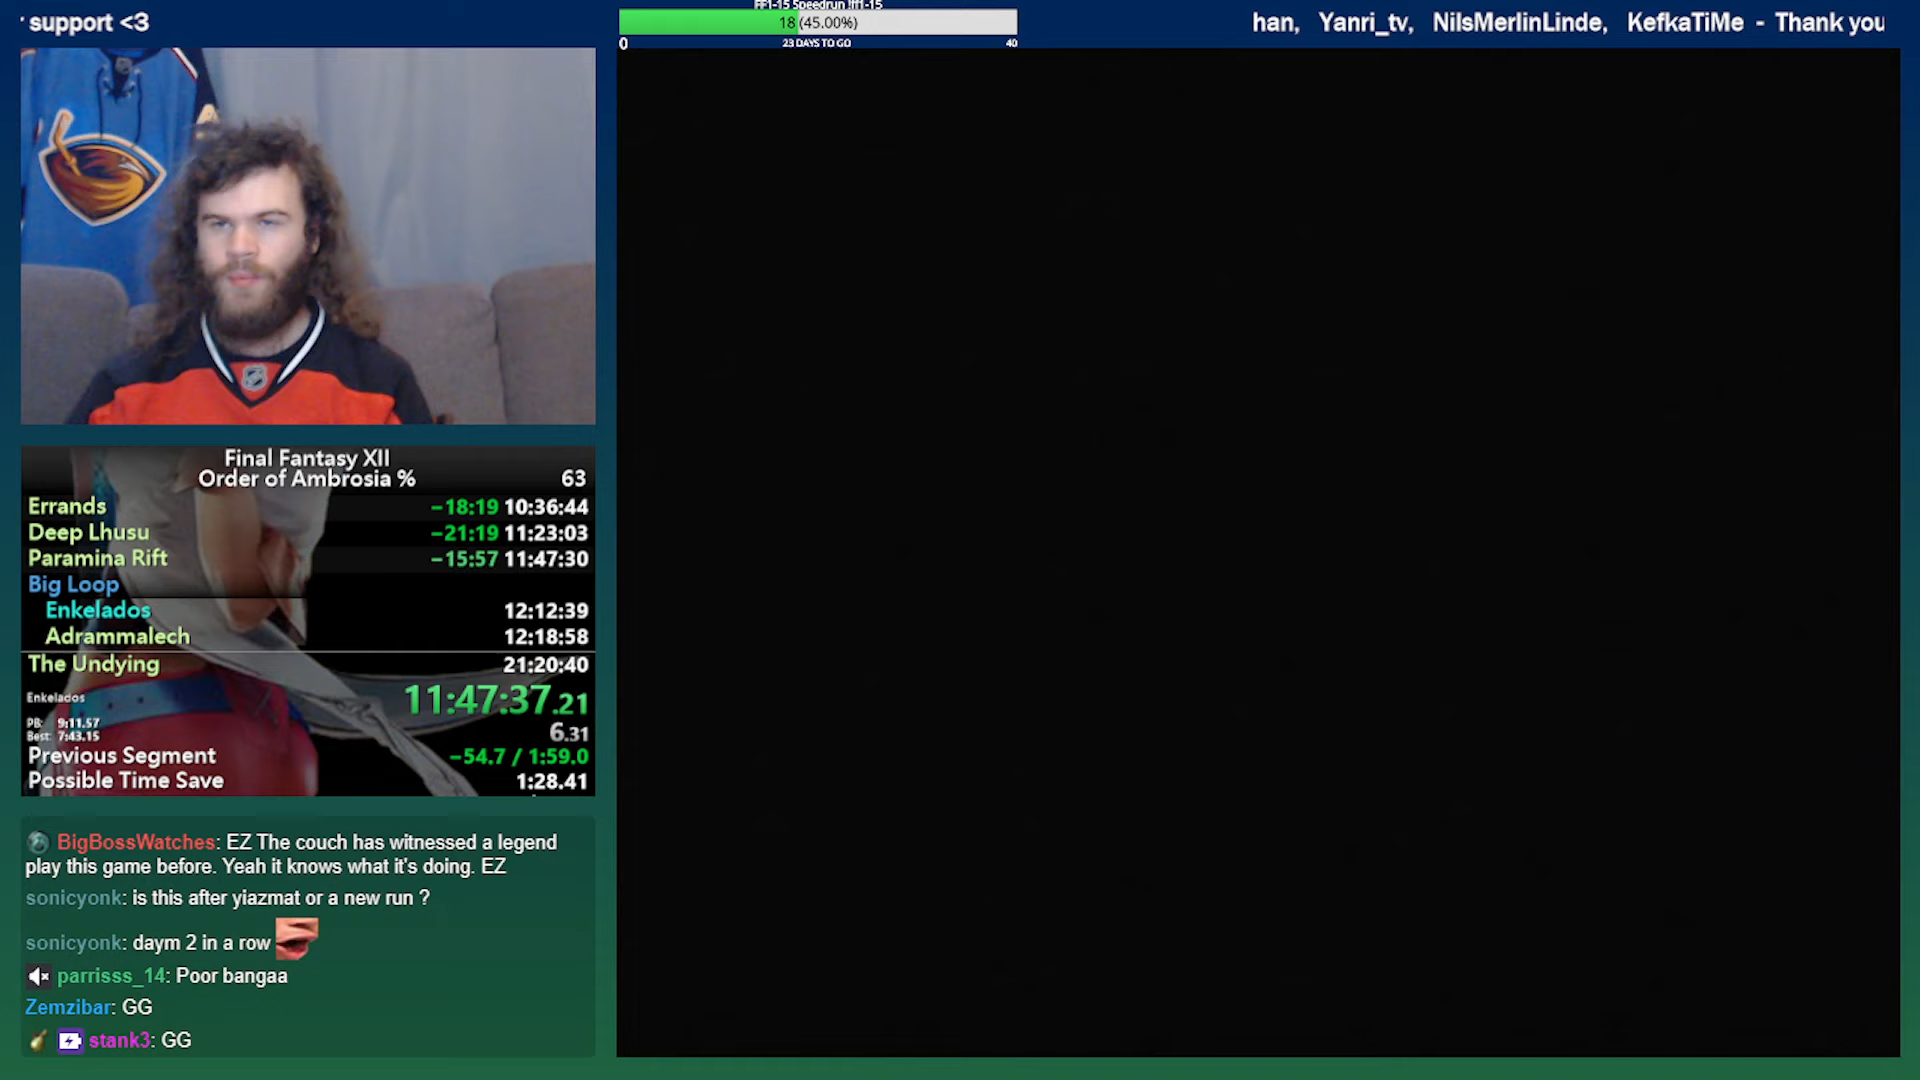 support <3
FF1-15 Speedrun !ff1-15
18 (45.00%)
0 23 DAYS TO GO 40
han, Yanri_tv, NilsMerlinLinde, KefkaTiMe - Thank you
Final Fantasy XII
Order of Ambrosia % 63
Errands −18:19 10:36:44
Deep Lhusu −21:19 11:23:03
Paramina Rift −15:57 11:47:30
Big Loop
Enkelados 12:12:39
Adrammalech 12:18:58
The Undying 21:20:40
Enkelados 11:47:37.21
PB: 9:11.57
Best: 7:43.15 6.31
Previous Segment −54.7 / 1:59.0
Possible Time Save 1:28.41
BigBossWatches: EZ The couch has witnessed a legend
play this game before. Yeah it knows what it's doing. EZ
sonicyonk: is this after yiazmat or a new run ?
sonicyonk: daym 2 in a row
parrisss_14: Poor bangaa
Zemzibar: GG
stank3: GG